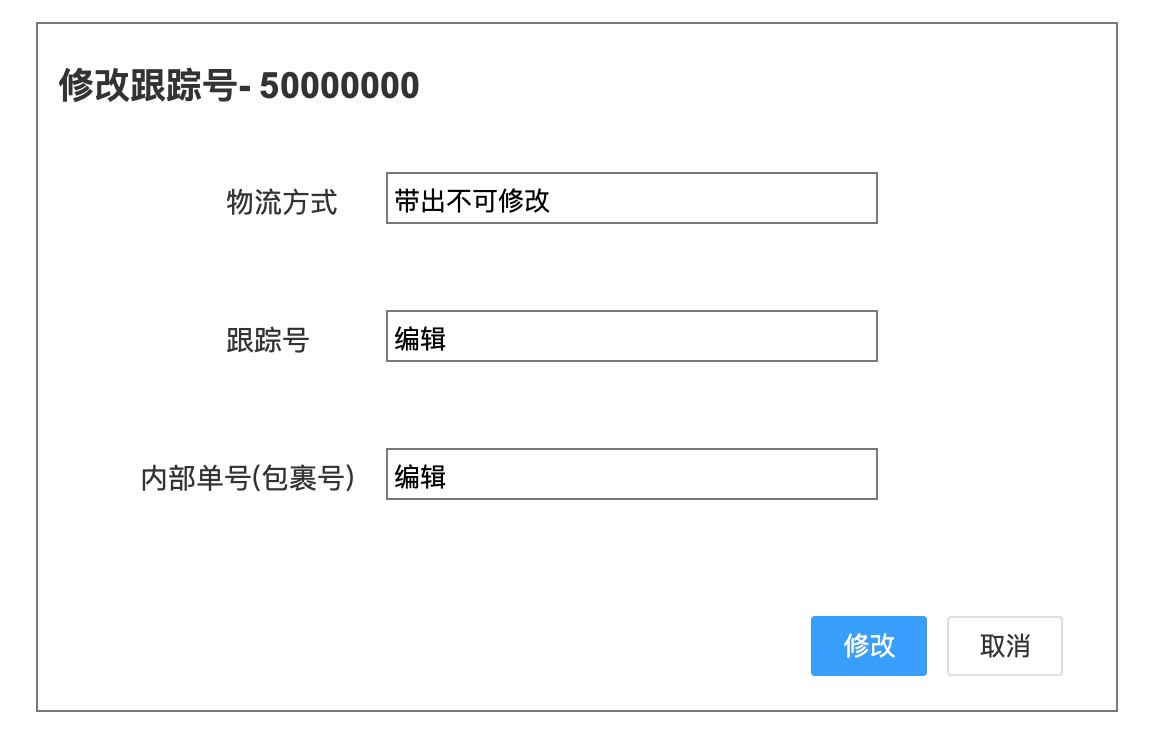 修改跟踪号- 50000000
物流方式 带出不可修改
跟踪号 编辑
内部单号(包裹号) 编辑
修改 取消